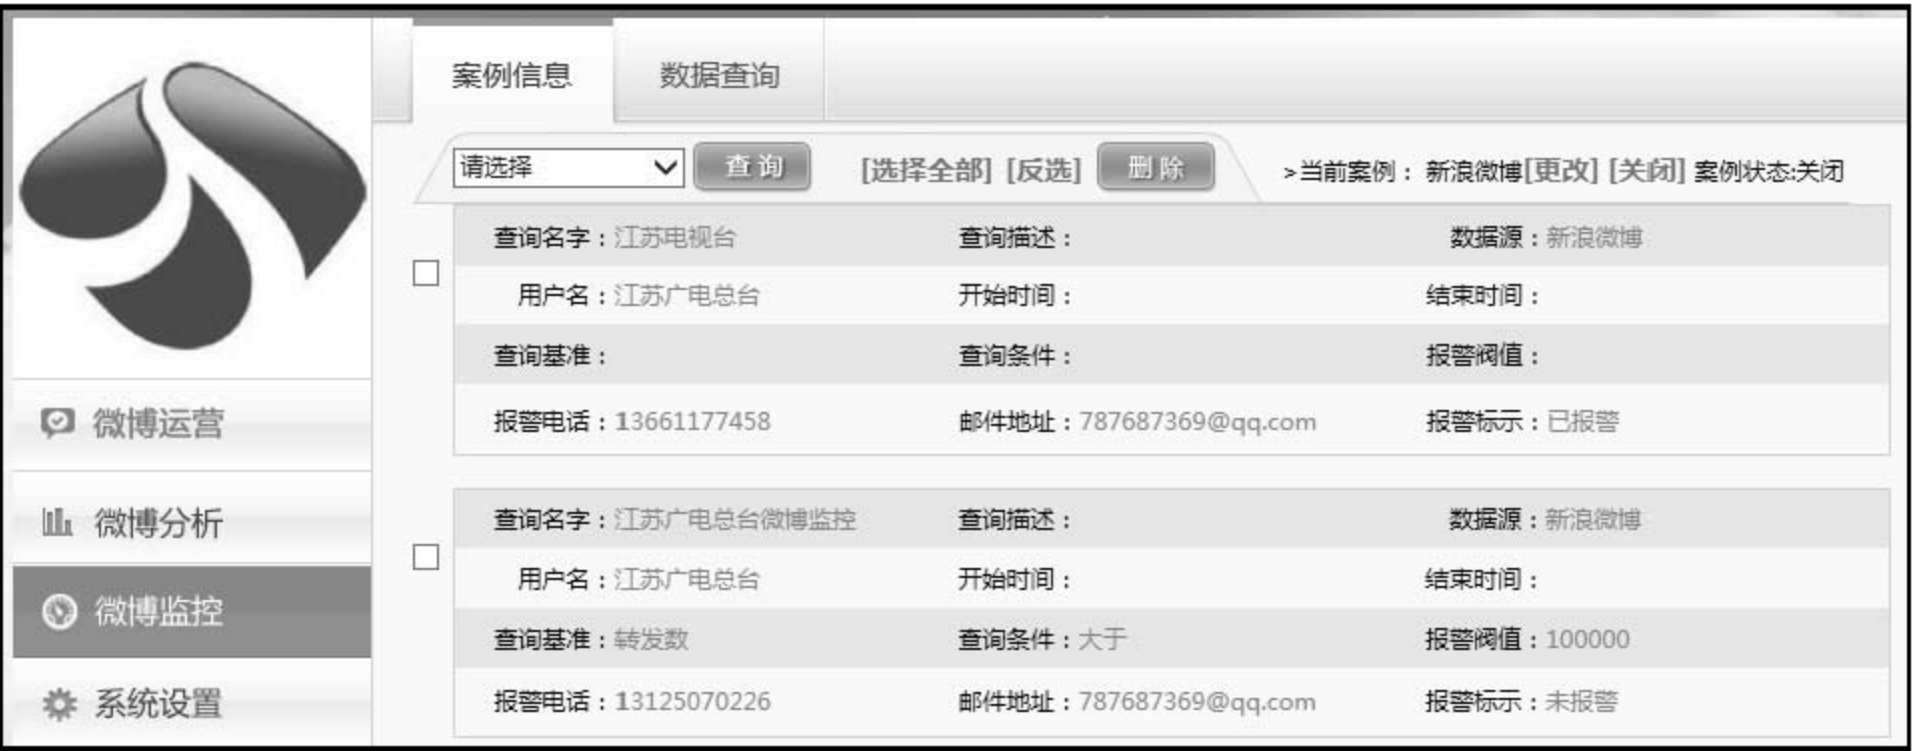 案例信息 数据查询
请选择 查询 [选择全部] [反选] 删除 >当前案例： 新浪微博[更改] [关闭] 案例状态:关闭
查询名字：江苏电视台 查询描述： 数据源：新浪微博
用户名：江苏广电总台 开始时间： 结束时间：
查询基准： 查询条件： 报警阀值：
报警电话：13661177458 邮件地址：787687369@qq.com 报警标示：已报警
查询名字：江苏广电总台微博监控 查询描述： 数据源：新浪微博
用户名：江苏广电总台 开始时间： 结束时间：
查询基准：转发数 查询条件：大于 报警阀值：100000
报警电话：13125070226 邮件地址：787687369@qq.com 报警标示：未报警
微博运营
微博分析
微博监控
系统设置